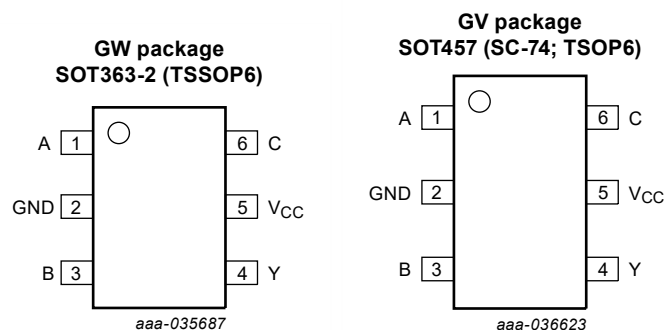 GW package
SOT363-2 (TSSOP6)
A 1 6 C
GND 2 5 VCC
B 3 4 Y
aaa-035687
GV package
SOT457 (SC-74; TSOP6)
A 1 6 C
GND 2 5 VCC
B 3 4 Y
aaa-036623